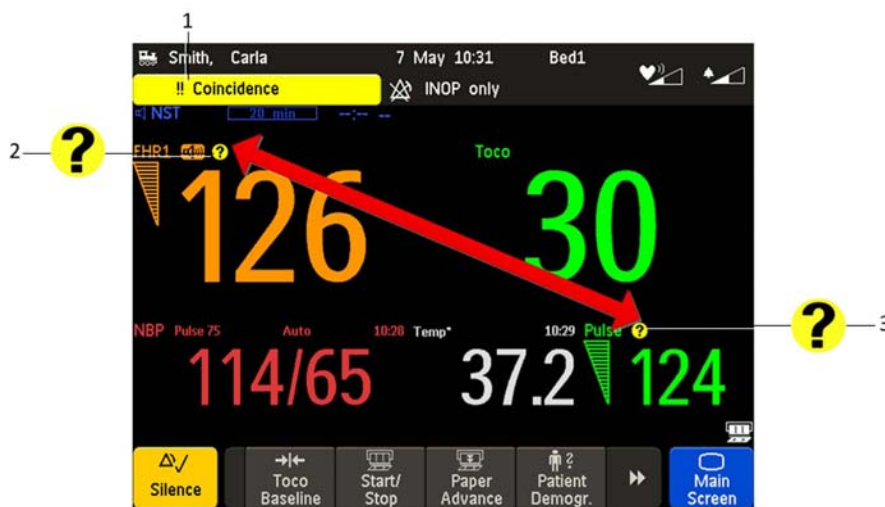 1
Smith, Carla 7 May 10:31 Bed1
!! Coincidence INOP only
NST 20 min --:-- --
2 ? FHR1 ? Toco
126 30
NBP Pulse 75 Auto 10:28 Temp* 10:29 Pulse ? ? 3
114/65 37.2 124
Silence
Toco
Baseline
Start/
Stop
Paper
Advance
Patient
Demogr.
Main
Screen